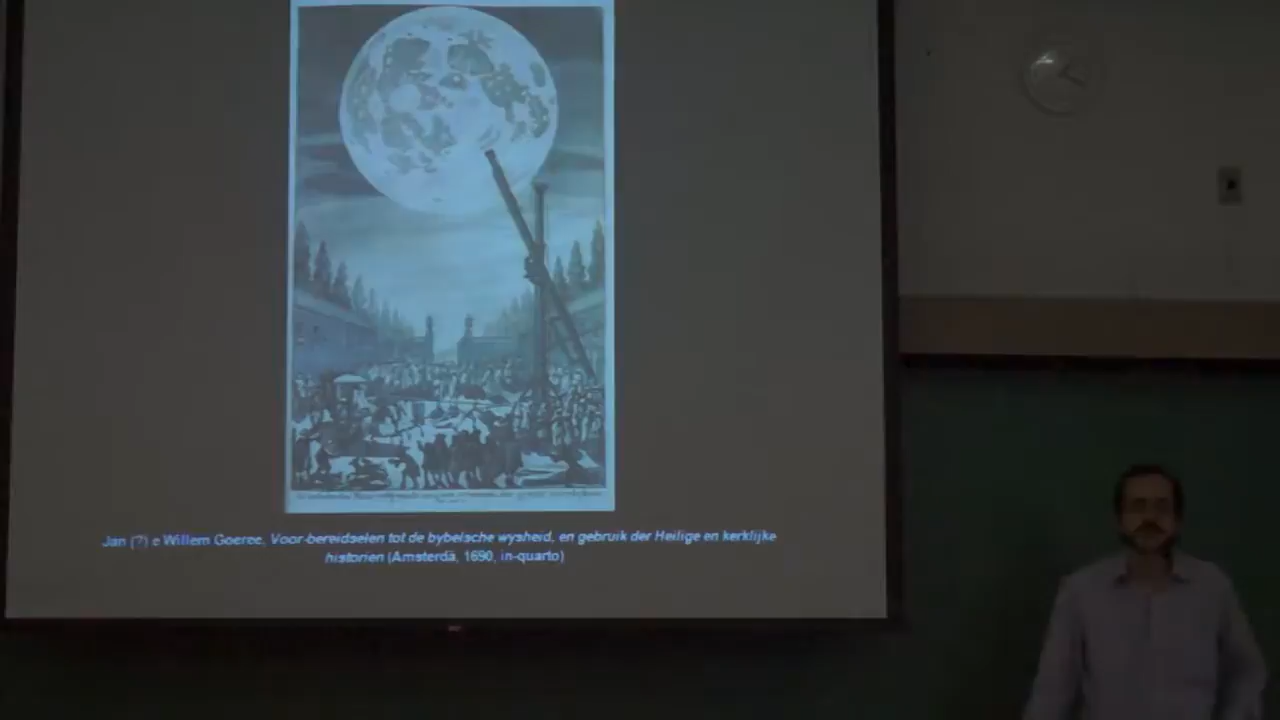 Jan (?) e Willem Goeree, Voor-bereidselen tot de bybelsche wysheid, en gebruik der Heilige en kerklijke
historien (Amsterdã, 1690, in-quarto)